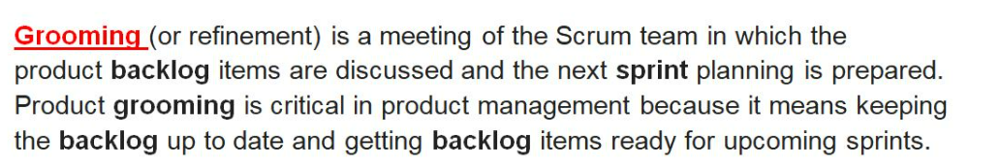 Grooming (or refinement) is a meeting of the Scrum team in which the
product backlog items are discussed and the next sprint planning is prepared.
Product grooming is critical in product management because it means keeping
the backlog up to date and getting backlog items ready for upcoming sprints.